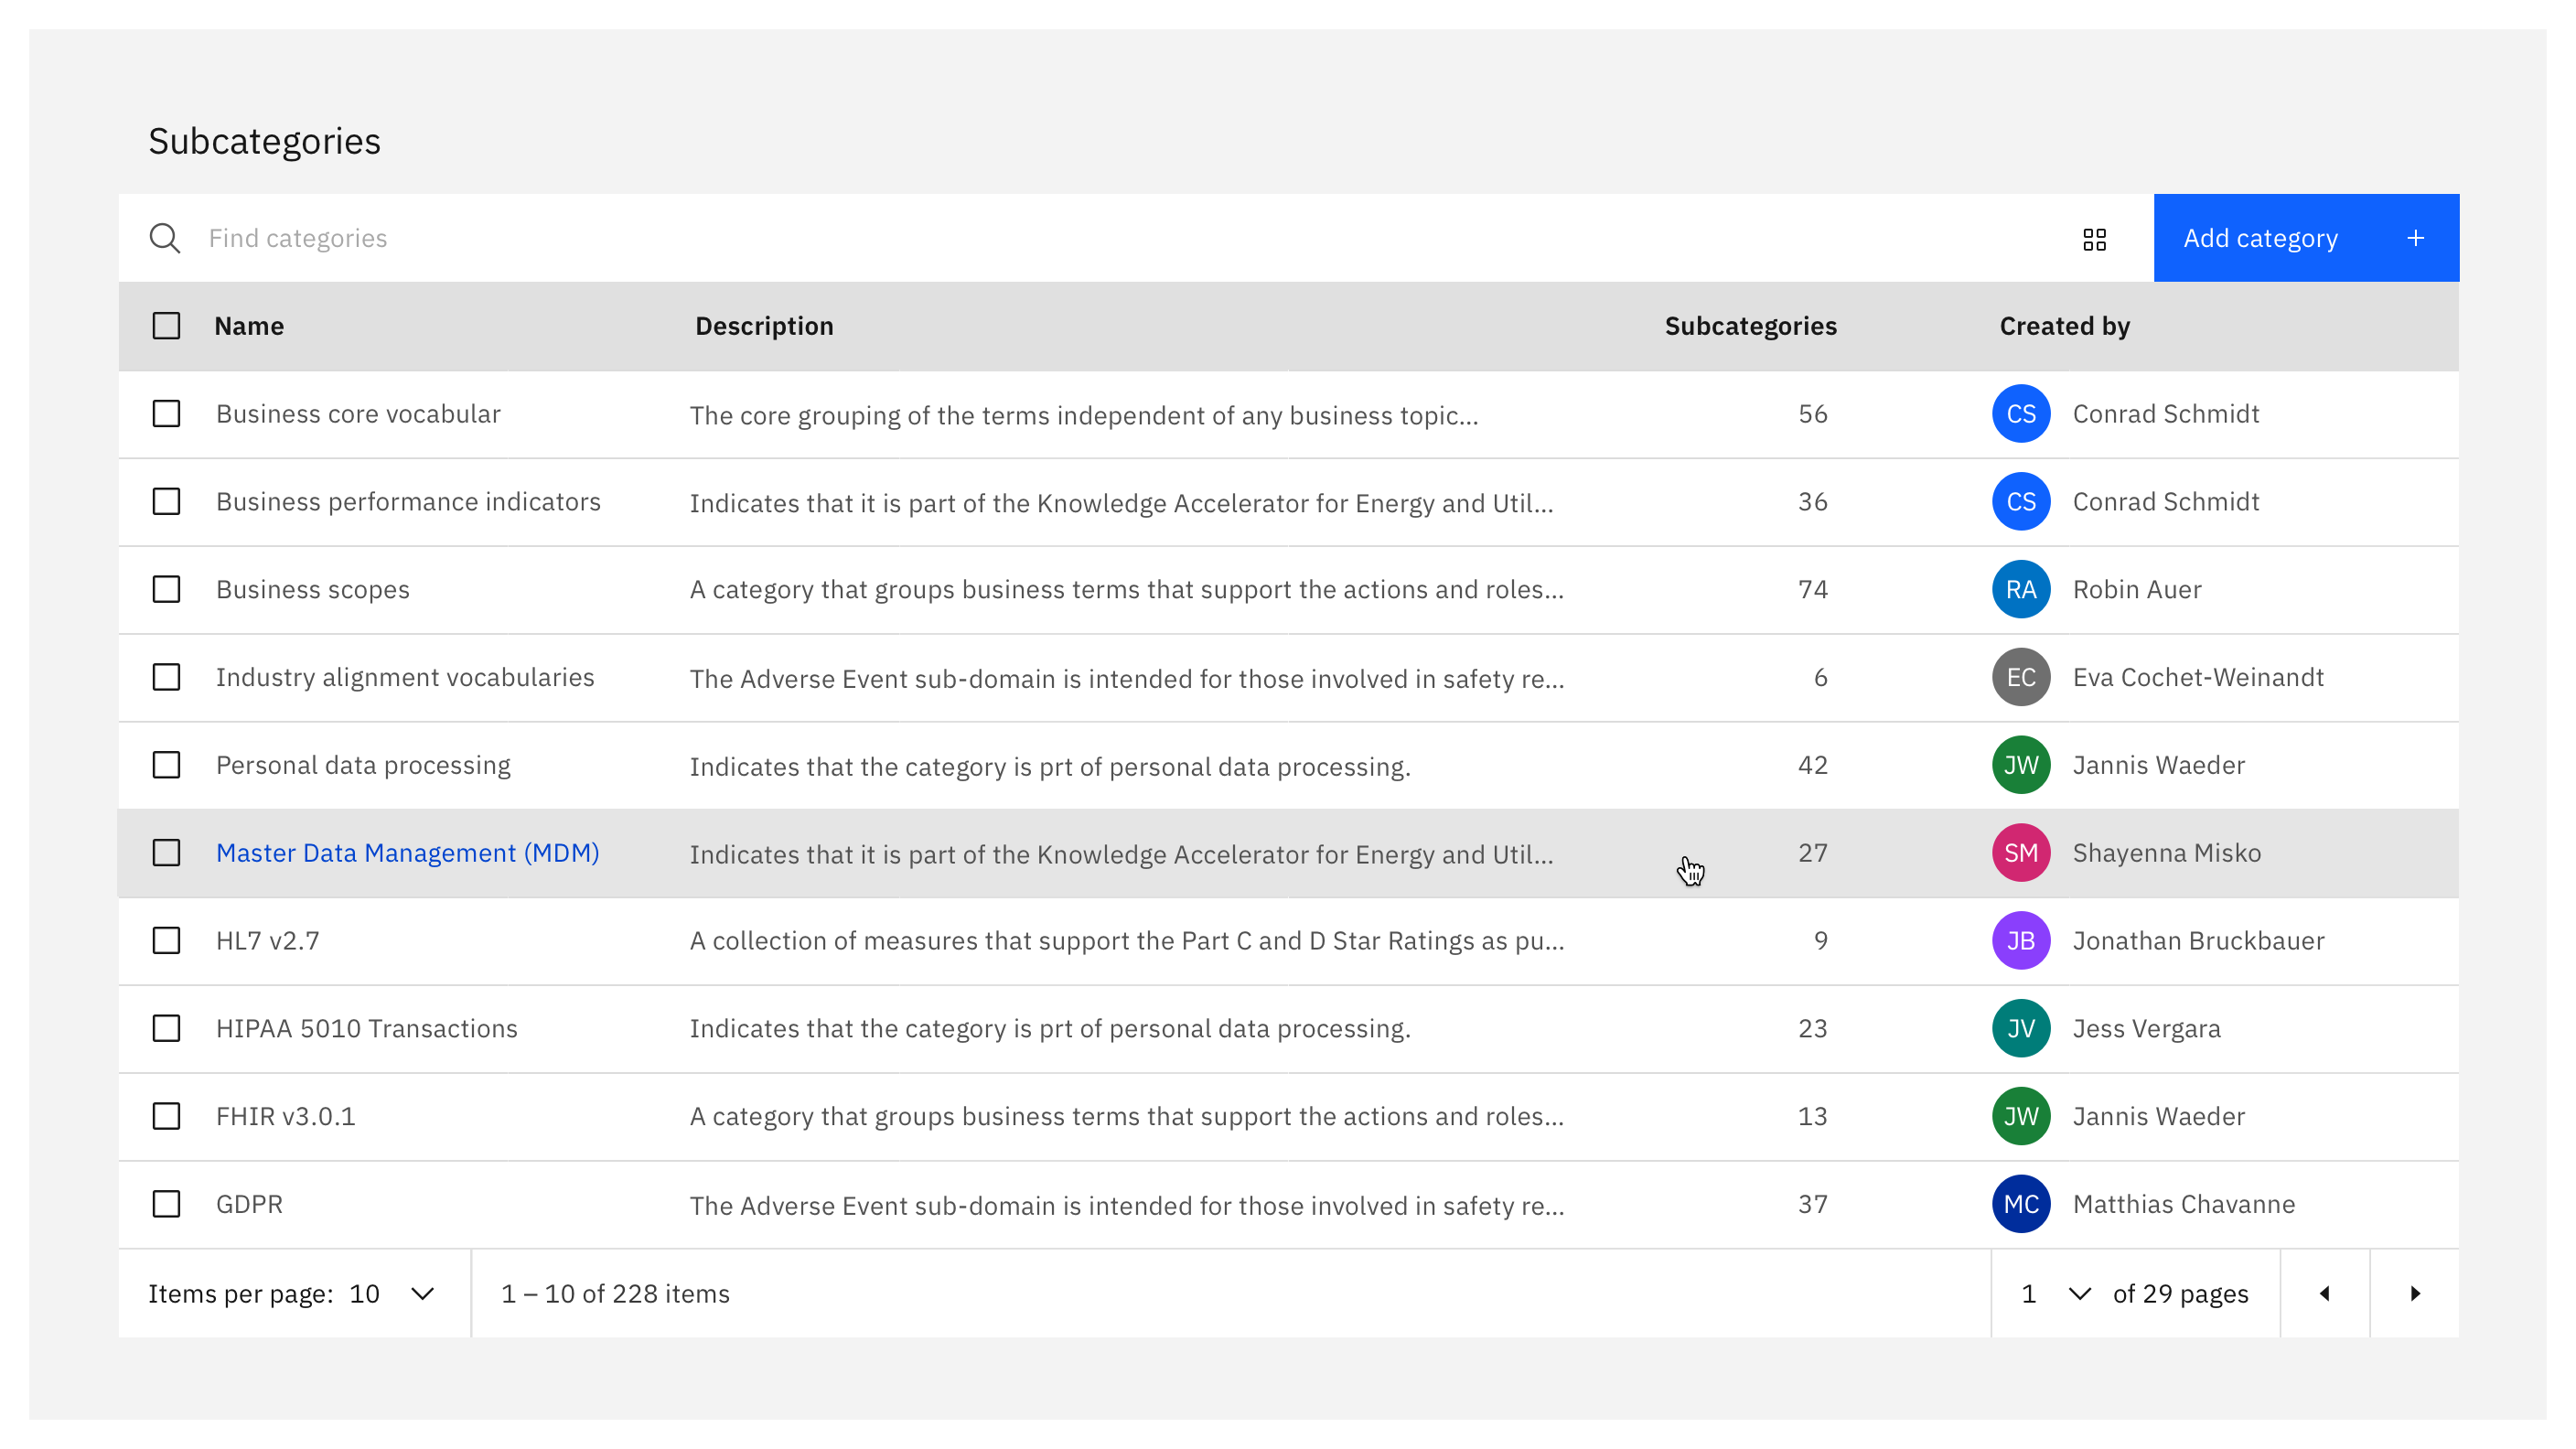 Subcategories
Find categories
Add category +
Name Description Subcategories Created by
Business core vocabular The core grouping of the terms independent of any business topic... 56 CS Conrad Schmidt
Business performance indicators Indicates that it is part of the Knowledge Accelerator for Energy and Util... 36 CS Conrad Schmidt
Business scopes A category that groups business terms that support the actions and roles... 74 RA Robin Auer
Industry alignment vocabularies The Adverse Event sub-domain is intended for those involved in safety re... 6 EC Eva Cochet-Weinandt
Personal data processing Indicates that the category is prt of personal data processing. 42 JW Jannis Waeder
Master Data Management (MDM) Indicates that it is part of the Knowledge Accelerator for Energy and Util... 27 SM Shayenna Misko
HL7 v2.7 A collection of measures that support the Part C and D Star Ratings as pu... 9 JB Jonathan Bruckbauer
HIPAA 5010 Transactions Indicates that the category is prt of personal data processing. 23 JV Jess Vergara
FHIR v3.0.1 A category that groups business terms that support the actions and roles... 13 JW Jannis Waeder
GDPR The Adverse Event sub-domain is intended for those involved in safety re... 37 MC Matthias Chavanne
Items per page: 10 1 – 10 of 228 items 1 of 29 pages